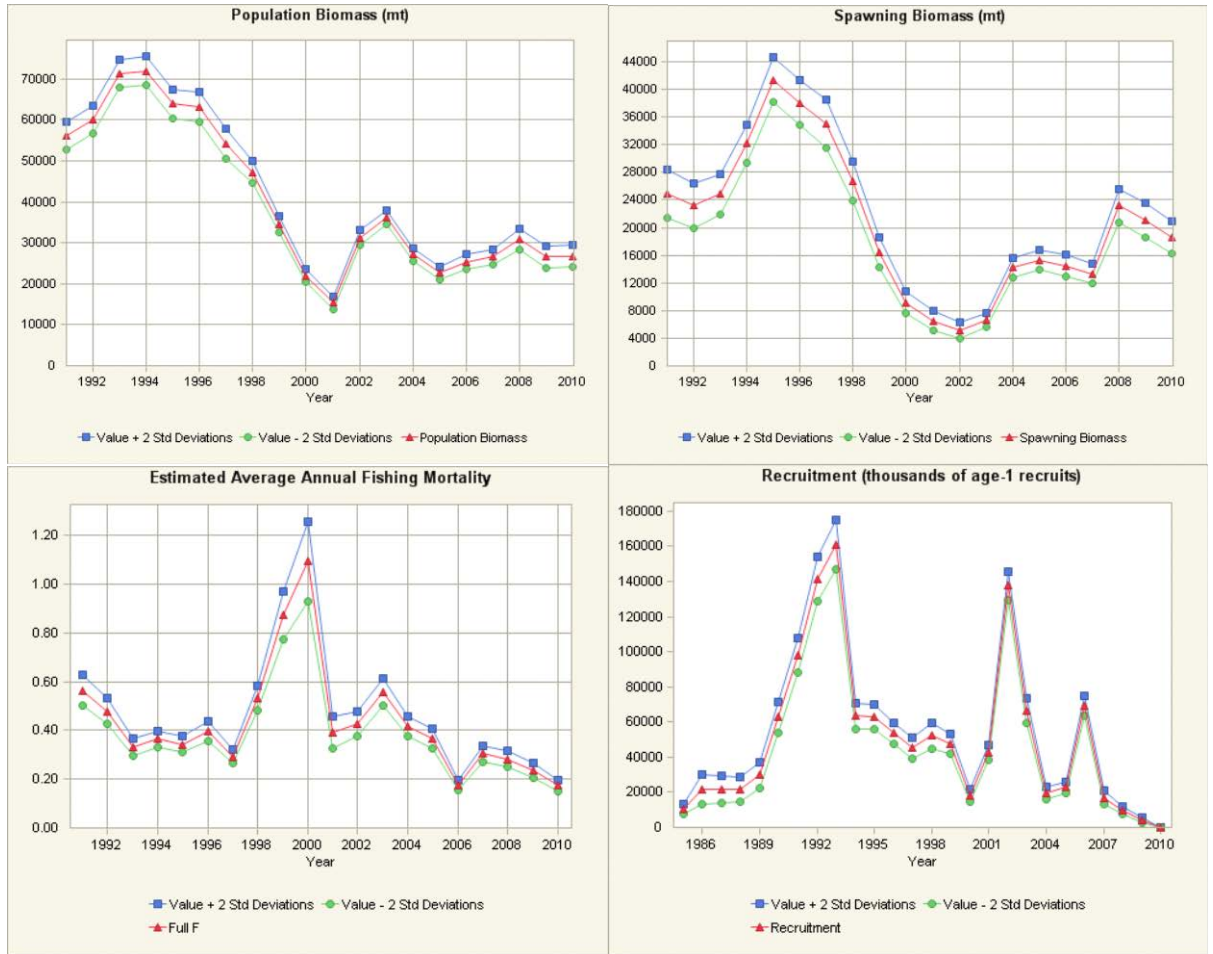 Population Biomass (mt)
70000
60000
50000
40000
30000
20000
10000
0
1992 1994 1996 1998 2000 2002 2004 2006 2008 2010
Year
Value + 2 Std Deviations Value - 2 Std Deviations Population Biomass
Spawning Biomass (mt)
44000
40000
36000
32000
28000
24000
20000
16000
12000
8000
4000
0
1992 1994 1996 1998 2000 2002 2004 2006 2008 2010
Year
Value + 2 Std Deviations Value - 2 Std Deviations Spawning Biomass
Estimated Average Annual Fishing Mortality
1.20
1.00
0.80
0.60
0.40
0.20
0.00
1992 1994 1996 1998 2000 2002 2004 2006 2008 2010
Year
Value + 2 Std Deviations Value - 2 Std Deviations
Full F
Recruitment (thousands of age-1 recruits)
180000
160000
140000
120000
100000
80000
60000
40000
20000
0
1986 1989 1992 1995 1998 2001 2004 2007 2010
Year
Value + 2 Std Deviations Value - 2 Std Deviations
Recruitment